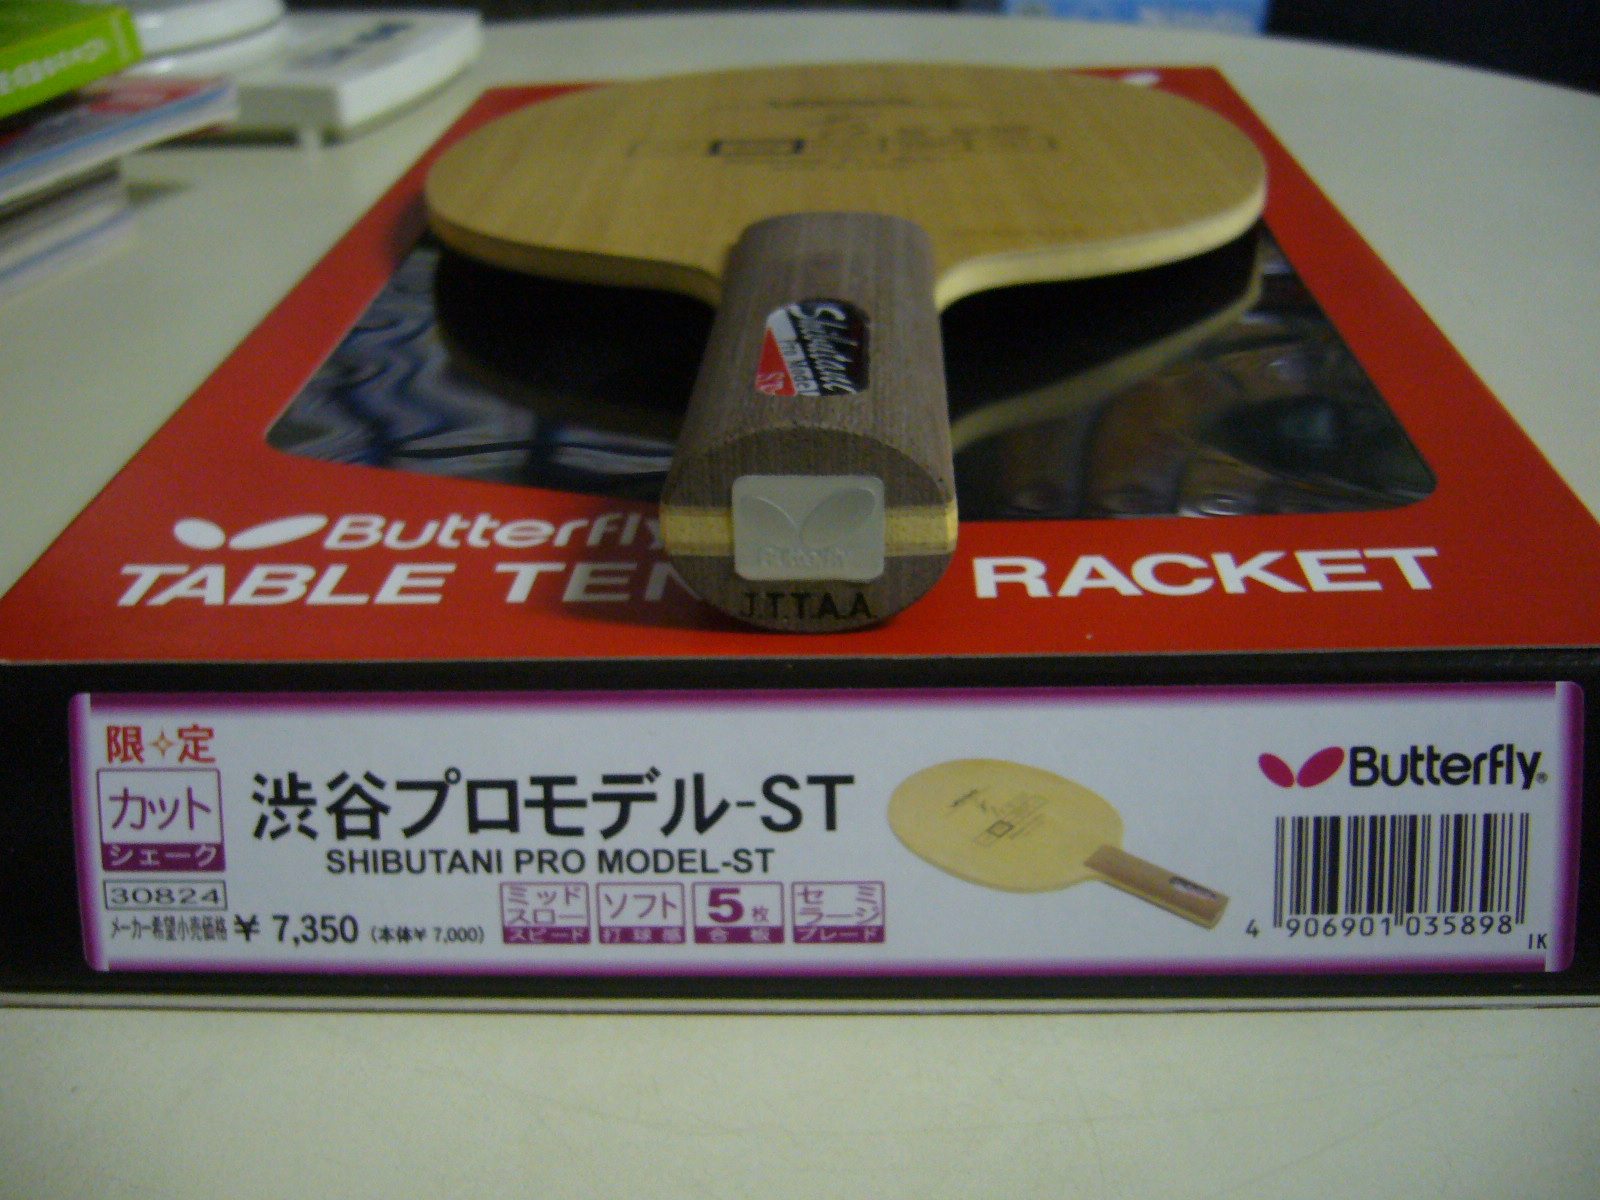 Shibutani
Pro Model
Butterfly
TABLE TEN
RACKET
J.T.T.A.A
限定
カット
シェーク
30824
メーカー希望小売価格 ¥ 7,350 (本体¥ 7,000)
渋谷プロモデル-ST
SHIBUTANI PRO MODEL-ST
ミッドスロー
スピード
ソフト
打球感
5枚
合板
セミラージ
ブレード
Butterfly®
4 906901 035898
IK